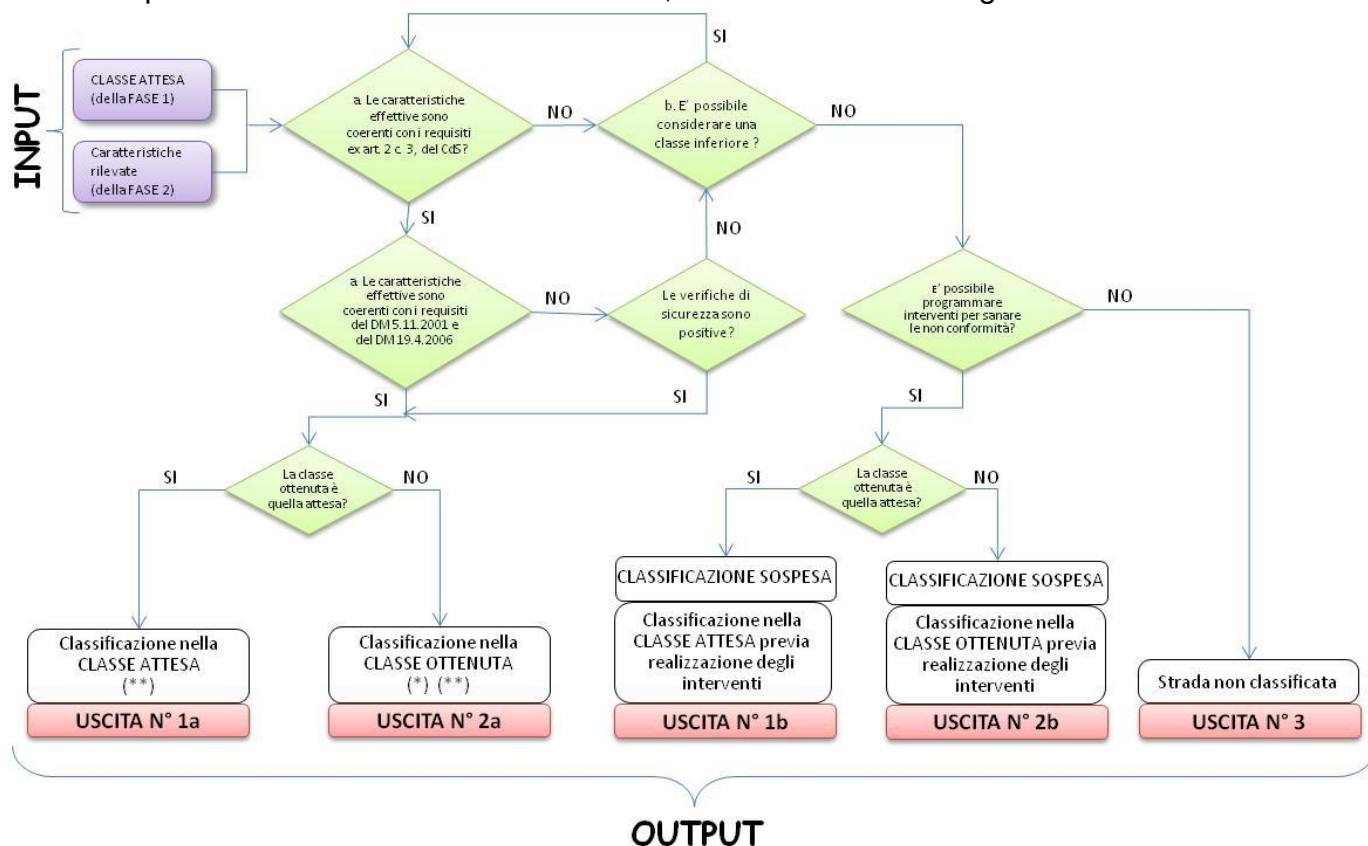 SI
INPUT
CLASSE ATTESA
(della FASE 1)
Caratteristiche
rilevate
(della FASE 2)
a. Le caratteristiche
effettive sono
coerenti con i requisiti
ex art. 2 c. 3, del CdS?
NO
b. E' possibile
considerare una
classe inferiore ?
NO
SI
NO
a. Le caratteristiche
effettive sono
coerenti con i requisiti
del DM 5.11.2001 e
del DM 19.4.2006
NO
Le verifiche di
sicurezza sono
positive ?
E' possibile
programmare
interventi per sanare
le non conformità?
NO
SI
SI
SI
La classe
ottenuta è
quella attesa?
SI
NO
La classe
ottenuta è
quella attesa?
SI
NO
Classificazione nella
CLASSE ATTESA
(**)
USCITA N° 1a
Classificazione nella
CLASSE OTTENUTA
(*) (**)
USCITA N° 2a
CLASSIFICAZIONE SOSPESA
Classificazione nella
CLASSE ATTESA previa
realizzazione degli
interventi
USCITA N° 1b
CLASSIFICAZIONE SOSPESA
Classificazione nella
CLASSE OTTENUTA previa
realizzazione degli
interventi
USCITA N° 2b
Strada non classificata
USCITA N° 3
OUTPUT